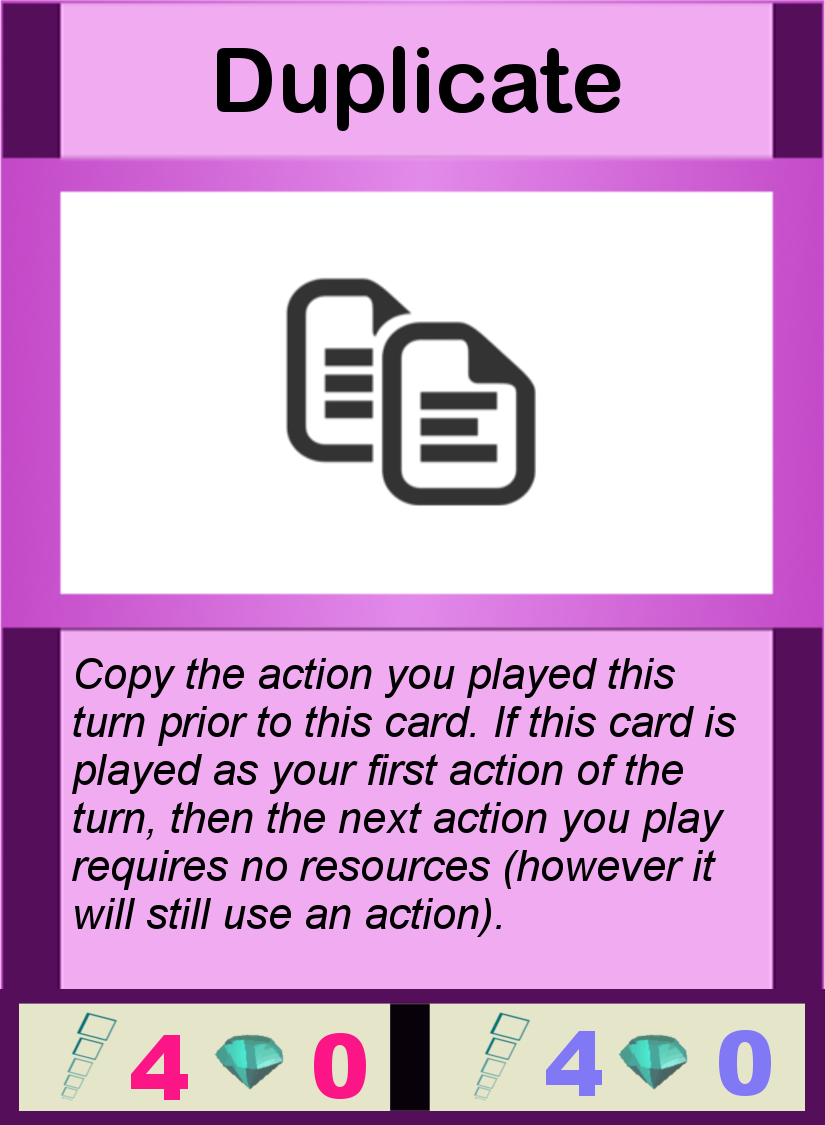 Duplicate
Copy the action you played this
turn prior to this card. If this card is
played as your first action of the
turn, then the next action you play
requires no resources (however it
will still use an action).
4 0 4 0